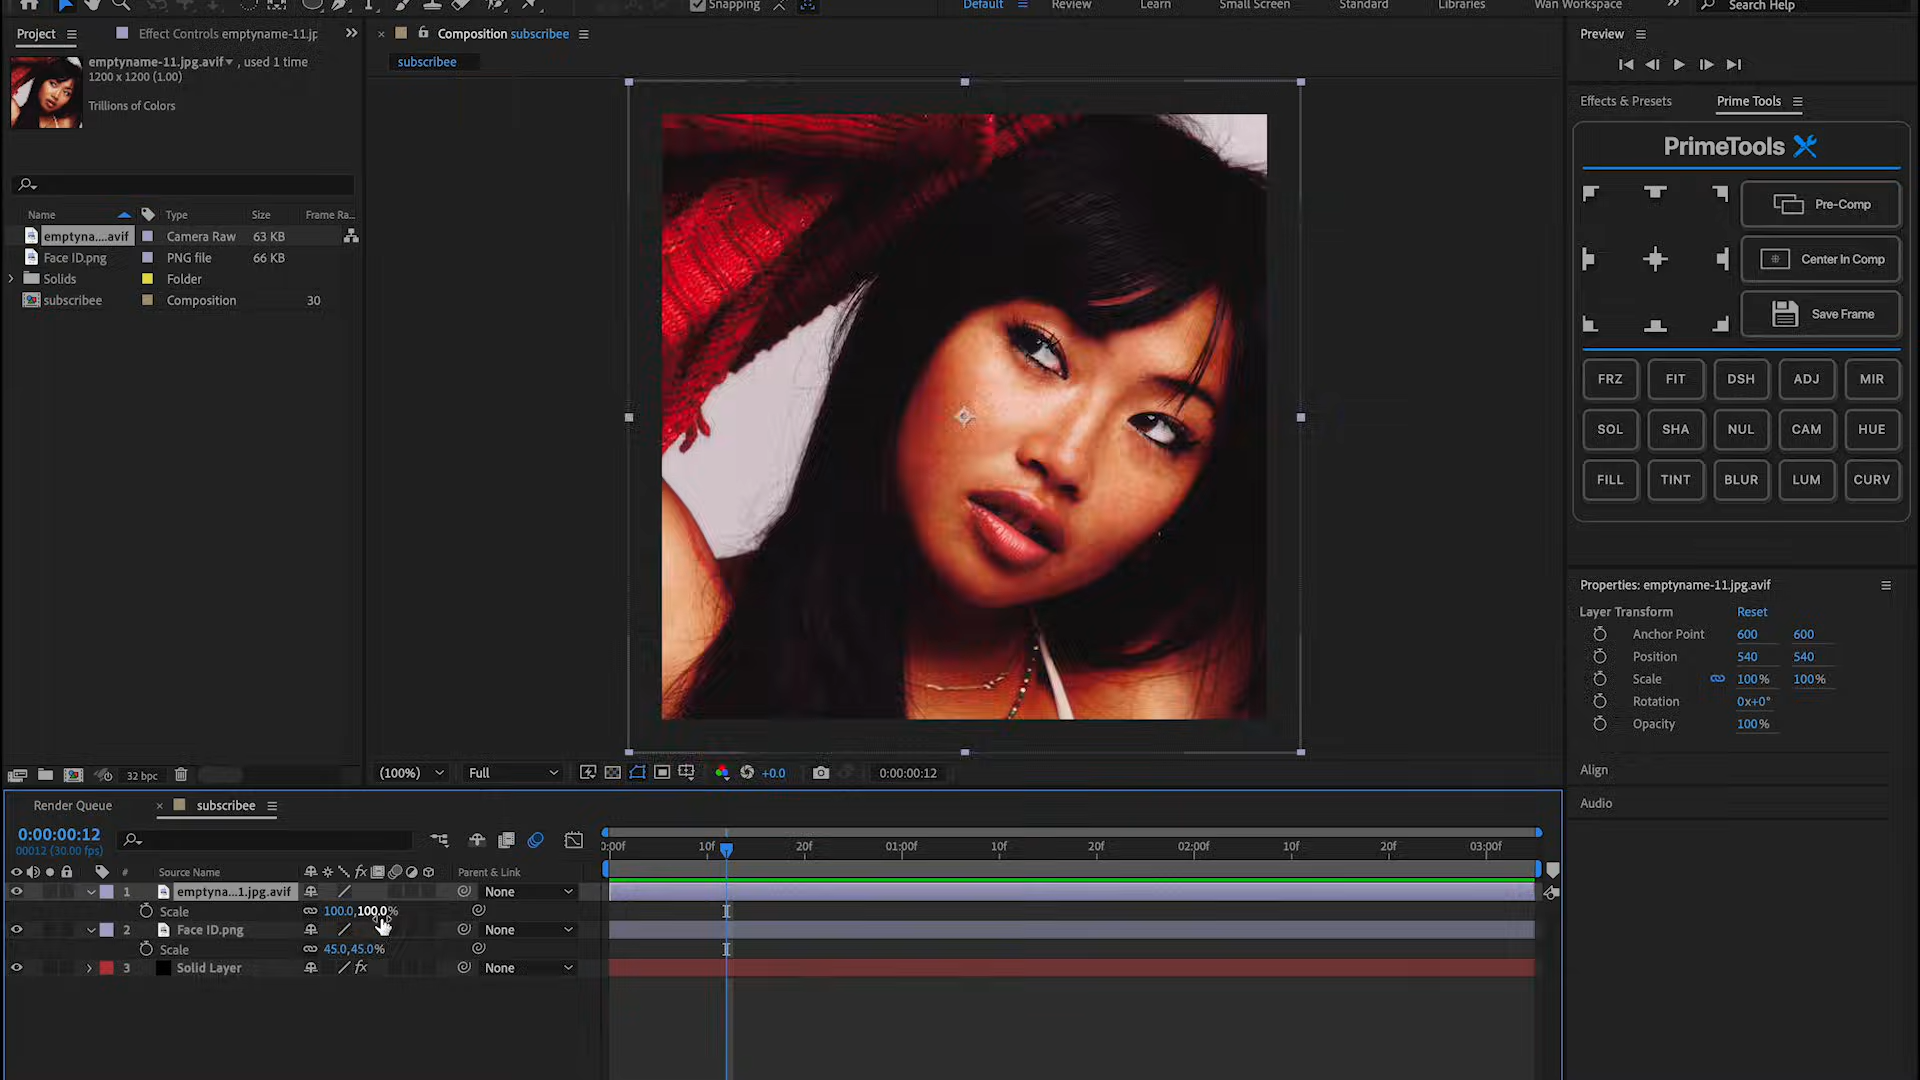 Snapping
Default
Review
Learn
Small Screen
Standard
Libraries
Wan Workspace
Search Help
Project
Effect Controls emptyname-11.jp
Composition subscribee
Preview
emptyname-11.jpg.avif , used 1 time
1200 x 1200 (1.00)
Trillions of Colors
subscribee
Effects & Presets
Prime Tools
PrimeTools
Pre-Comp
Center In Comp
Save Frame
FRZ FIT DSH ADJ MIR
SOL SHA NUL CAM HUE
FILL TINT BLUR LUM CURV
Name Type Size Frame Ra...
emptyna....avif Camera Raw 63 KB
Face ID.png PNG file 66 KB
Solids Folder
subscribee Composition 30
Properties: emptyname-11.jpg.avif
Layer Transform Reset
Anchor Point 600 600
Position 540 540
Scale 100% 100%
Rotation 0x+0°
Opacity 100%
Align
Audio
32 bpc
(100%) Full +0.0 0:00:00:12
Render Queue
subscribee
0:00:00:12
00012 (30.00 fps)
:00f 10f 20f 01:00f 10f 20f 02:00f 10f 20f 03:00f
# Source Name fx Parent & Link
1 emptyna...1.jpg.avif None
Scale 100.0,100.0%
2 Face ID.png None
Scale 45.0,45.0%
3 Solid Layer fx None